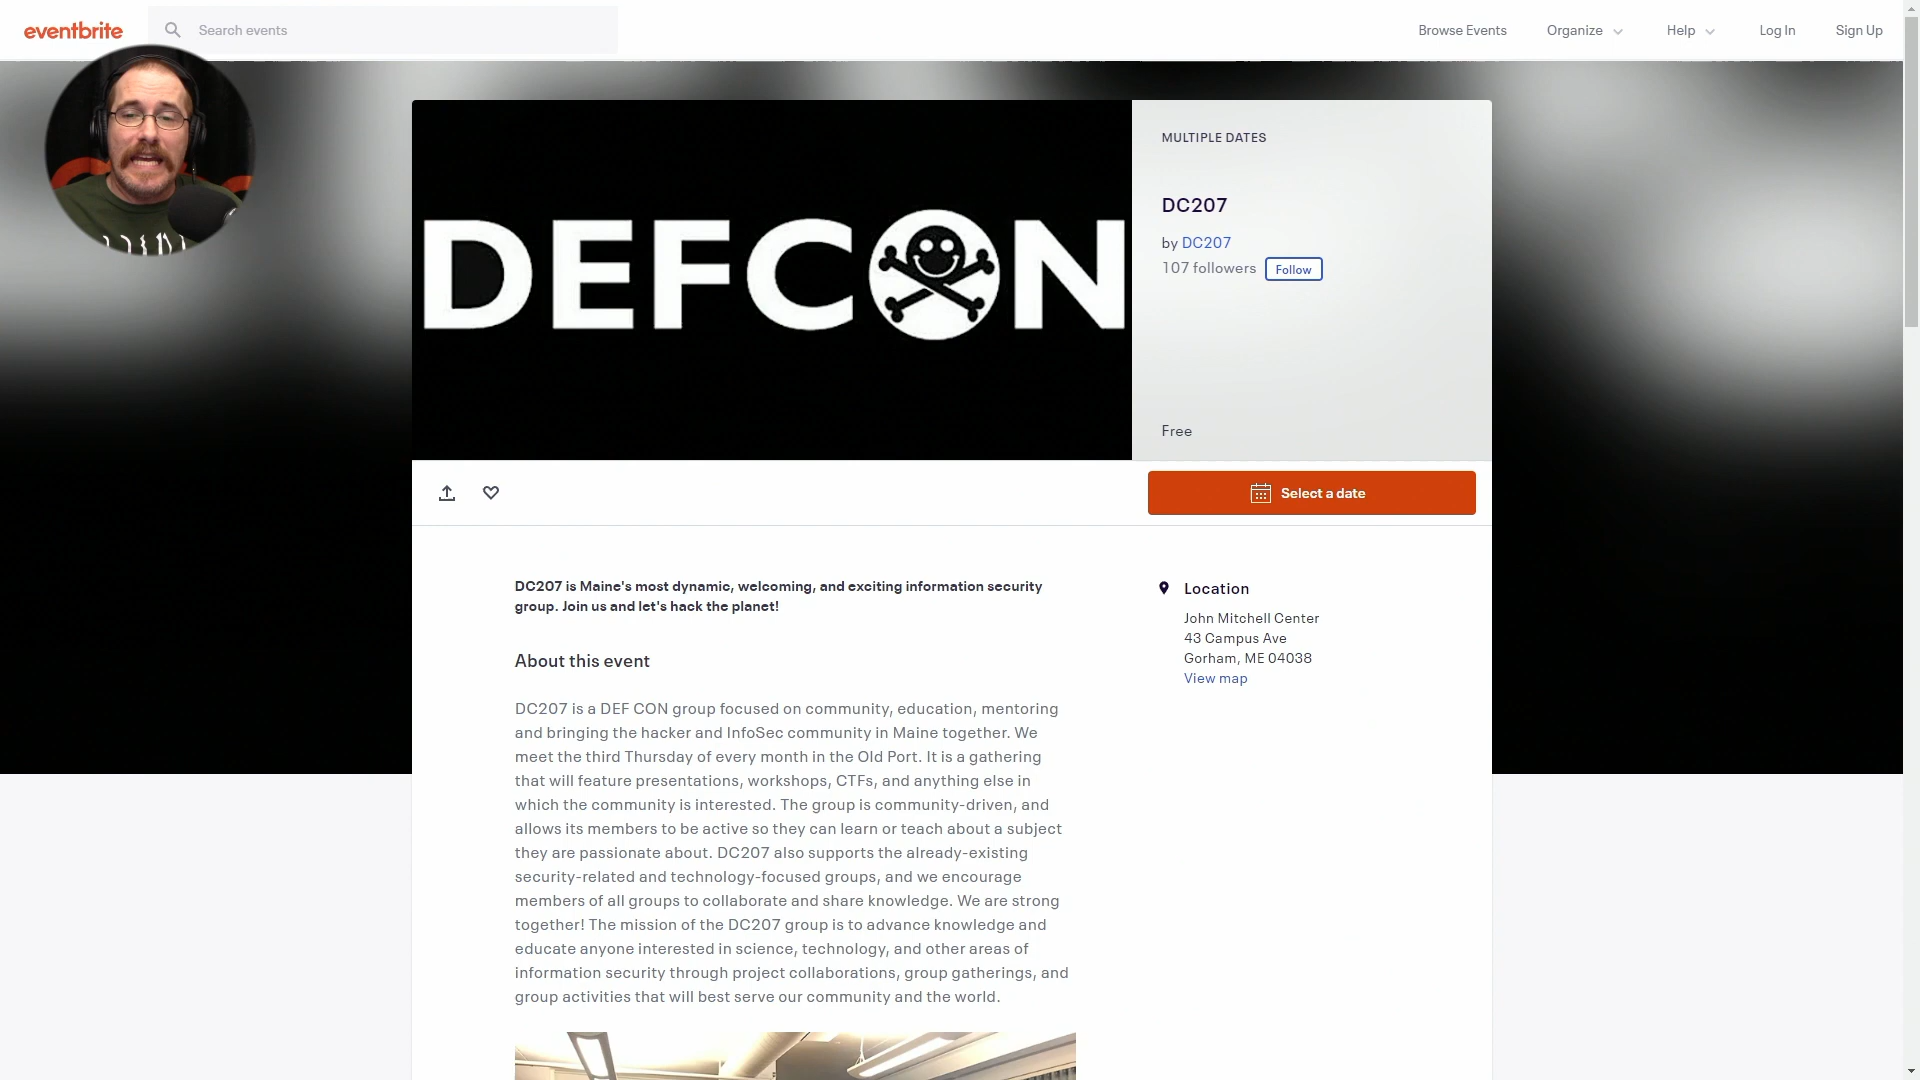 eventbrite
Search events
Browse Events
Organize
Help
Log In
Sign Up
DEFCON
MULTIPLE DATES
DC207
by DC207
107 followers
Follow
Free
Select a date
DC207 is Maine's most dynamic, welcoming, and exciting information security
group. Join us and let's hack the planet!
About this event
DC207 is a DEF CON group focused on community, education, mentoring
and bringing the hacker and InfoSec community in Maine together. We
meet the third Thursday of every month in the Old Port. It is a gathering
that will feature presentations, workshops, CTFs, and anything else in
which the community is interested. The group is community-driven, and
allows its members to be active so they can learn or teach about a subject
they are passionate about. DC207 also supports the already-existing
security-related and technology-focused groups, and we encourage
members of all groups to collaborate and share knowledge. We are strong
together! The mission of the DC207 group is to advance knowledge and
educate anyone interested in science, technology, and other areas of
information security through project collaborations, group gatherings, and
group activities that will best serve our community and the world.
Location
John Mitchell Center
43 Campus Ave
Gorham, ME 04038
View map